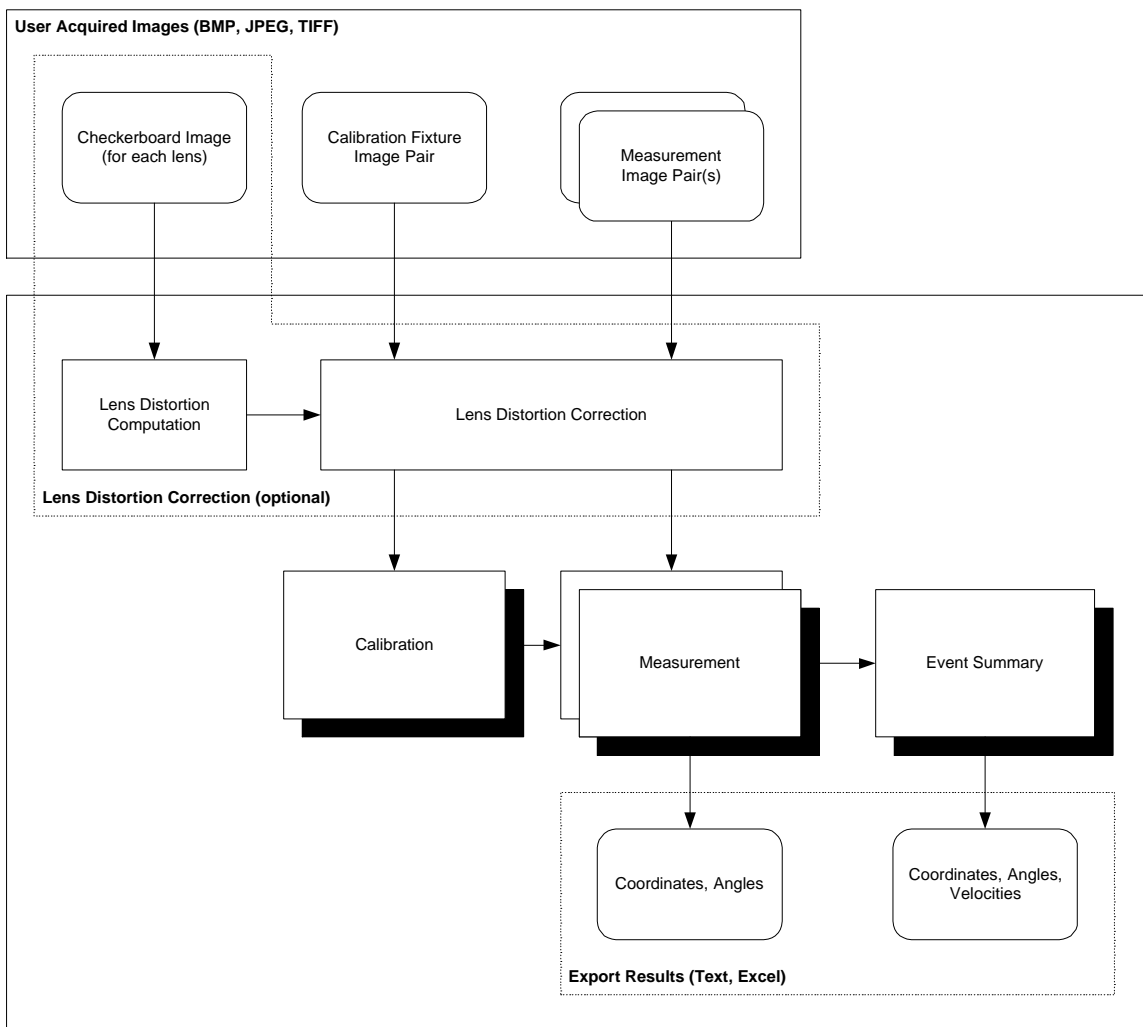 User Acquired Images (BMP, JPEG, TIFF)
Checkerboard Image
(for each lens)
Calibration Fixture
Image Pair
Measurement
Image Pair(s)
Lens Distortion
Computation
Lens Distortion Correction
Lens Distortion Correction (optional)
Calibration
Measurement
Event Summary
Coordinates, Angles
Coordinates, Angles,
Velocities
Export Results (Text, Excel)